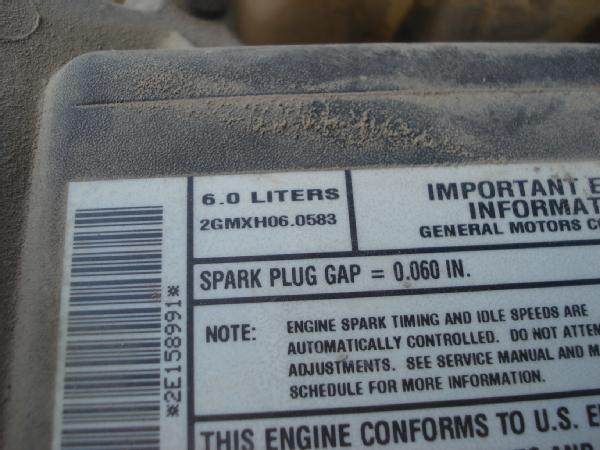 6.0 LITERS
2GMXH06.0583
IMPORTANT E
INFORMAT
GENERAL MOTORS CO
SPARK PLUG GAP = 0.060 IN.
NOTE: ENGINE SPARK TIMING AND IDLE SPEEDS ARE
AUTOMATICALLY CONTROLLED. DO NOT ATTEM
ADJUSTMENTS. SEE SERVICE MANUAL AND M
SCHEDULE FOR MORE INFORMATION.
THIS ENGINE CONFORMS TO U.S. E
*2E158991*